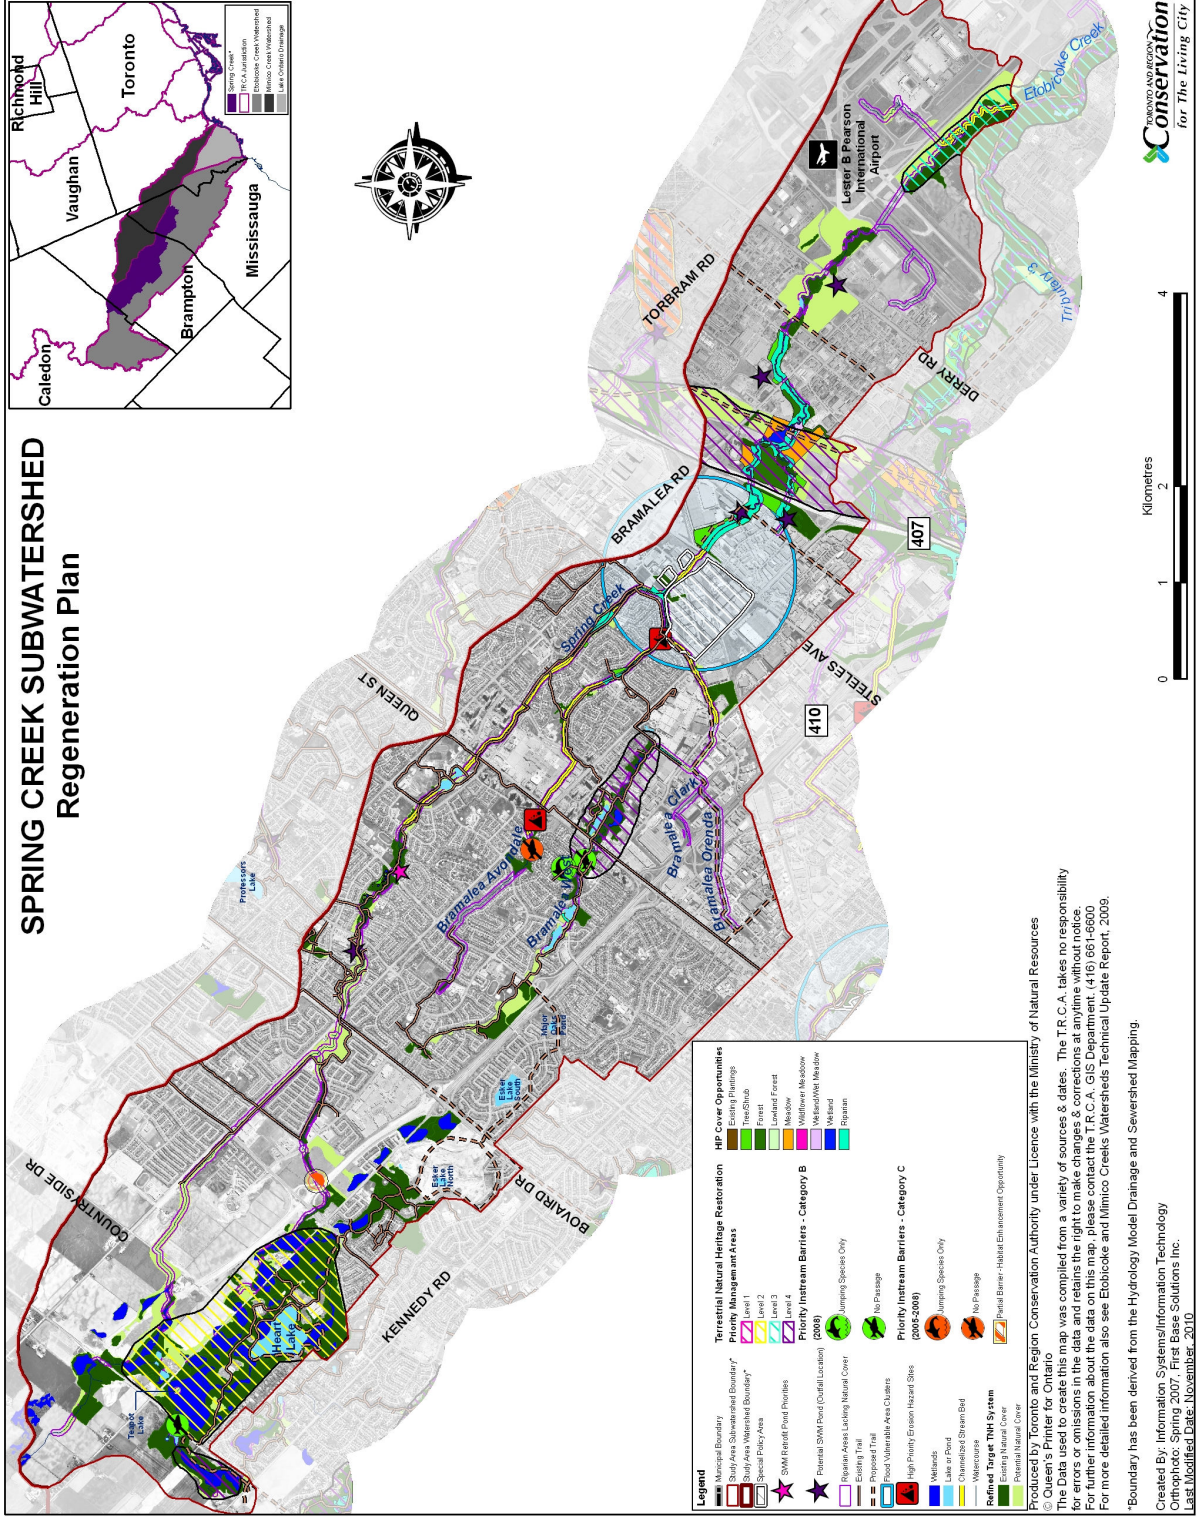 SPRING CREEK SUBWATERSHED
Regeneration Plan
Richmond
Hill
Toronto
Vaughan
Caledon
Brampton
Mississauga
Spring Creek*
TRCA Jurisdiction
Etobicoke Creek Watershed
Mimico Creek Watershed
Lake Ontario Drainage
COUNTRYSIDE DR
KENNEDY RD
BOVAIRD DR
QUEEN ST
BRAMALEA RD
TORBRAM RD
DERRY RD
STEELES AVE
410
407
Teapot
Lake
Heart
Lake
Esker
Lake
North
Esker
Lake
South
Major
Oaks
Pond
Professors
Lake
Spring Creek
Bramalea Avondale
Bramalea West
Bramalea Clark
Bramalea Orenda
Lester B Pearson
International
Airport
Etobicoke Creek
Tributary 3
Kilometres
0
1
2
4
TORONTO AND REGION
Conservation
for The Living City
Legend
Municipal Boundary
Study Area Subwatershed Boundary*
Study Area Watershed Boundary*
Special Policy Area
SWM Retrofit Pond Priorities
Potential SWM Pond (Outfall Location)
Riparian Areas Lacking Natural Cover
Existing Trail
Proposed Trail
Flood Vulnerable Area Clusters
High Priority Erosion Hazard Sites
Wetlands
Lake or Pond
Channelized Stream Bed
Watercourse
Refined Target TNH System
Existing Natural Cover
Potential Natural Cover
Terrestrial Natural Heritage Restoration
Priority Management Areas
Level 1
Level 2
Level 3
Level 4
Priority Instream Barriers - Category B
(2008)
Jumping Species Only
No Passage
Priority Instream Barriers - Category C
(2005-2008)
Jumping Species Only
No Passage
Partial Barrier - Habitat Enhancement Opportunity
HIP Cover Opportunities
Existing Plantings
Tree/Shrub
Forest
Lowland Forest
Meadow
Wildflower Meadow
Wetland/Wet Meadow
Wetland
Riparian
Produced by Toronto and Region Conservation Authority under Licence with the Ministry of Natural Resources
© Queen's Printer for Ontario
The Data used to create this map was compiled from a variety of sources & dates. The T.R.C.A. takes no responsibility
for errors or omissions in the data and retains the right to make changes & corrections at anytime without notice.
For further information about the data on this map, please contact the T.R.C.A. GIS Department. (416) 661-6600
For more detailed information also see Etobicoke and Mimico Creeks Watersheds Technical Update Report, 2009.
*Boundary has been derived from the Hydrology Model Drainage and Sewershed Mapping.
Created By: Information Systems/Information Technology
Orthophoto: Spring 2007, First Base Solutions Inc.
Last Modified Date: November, 2010